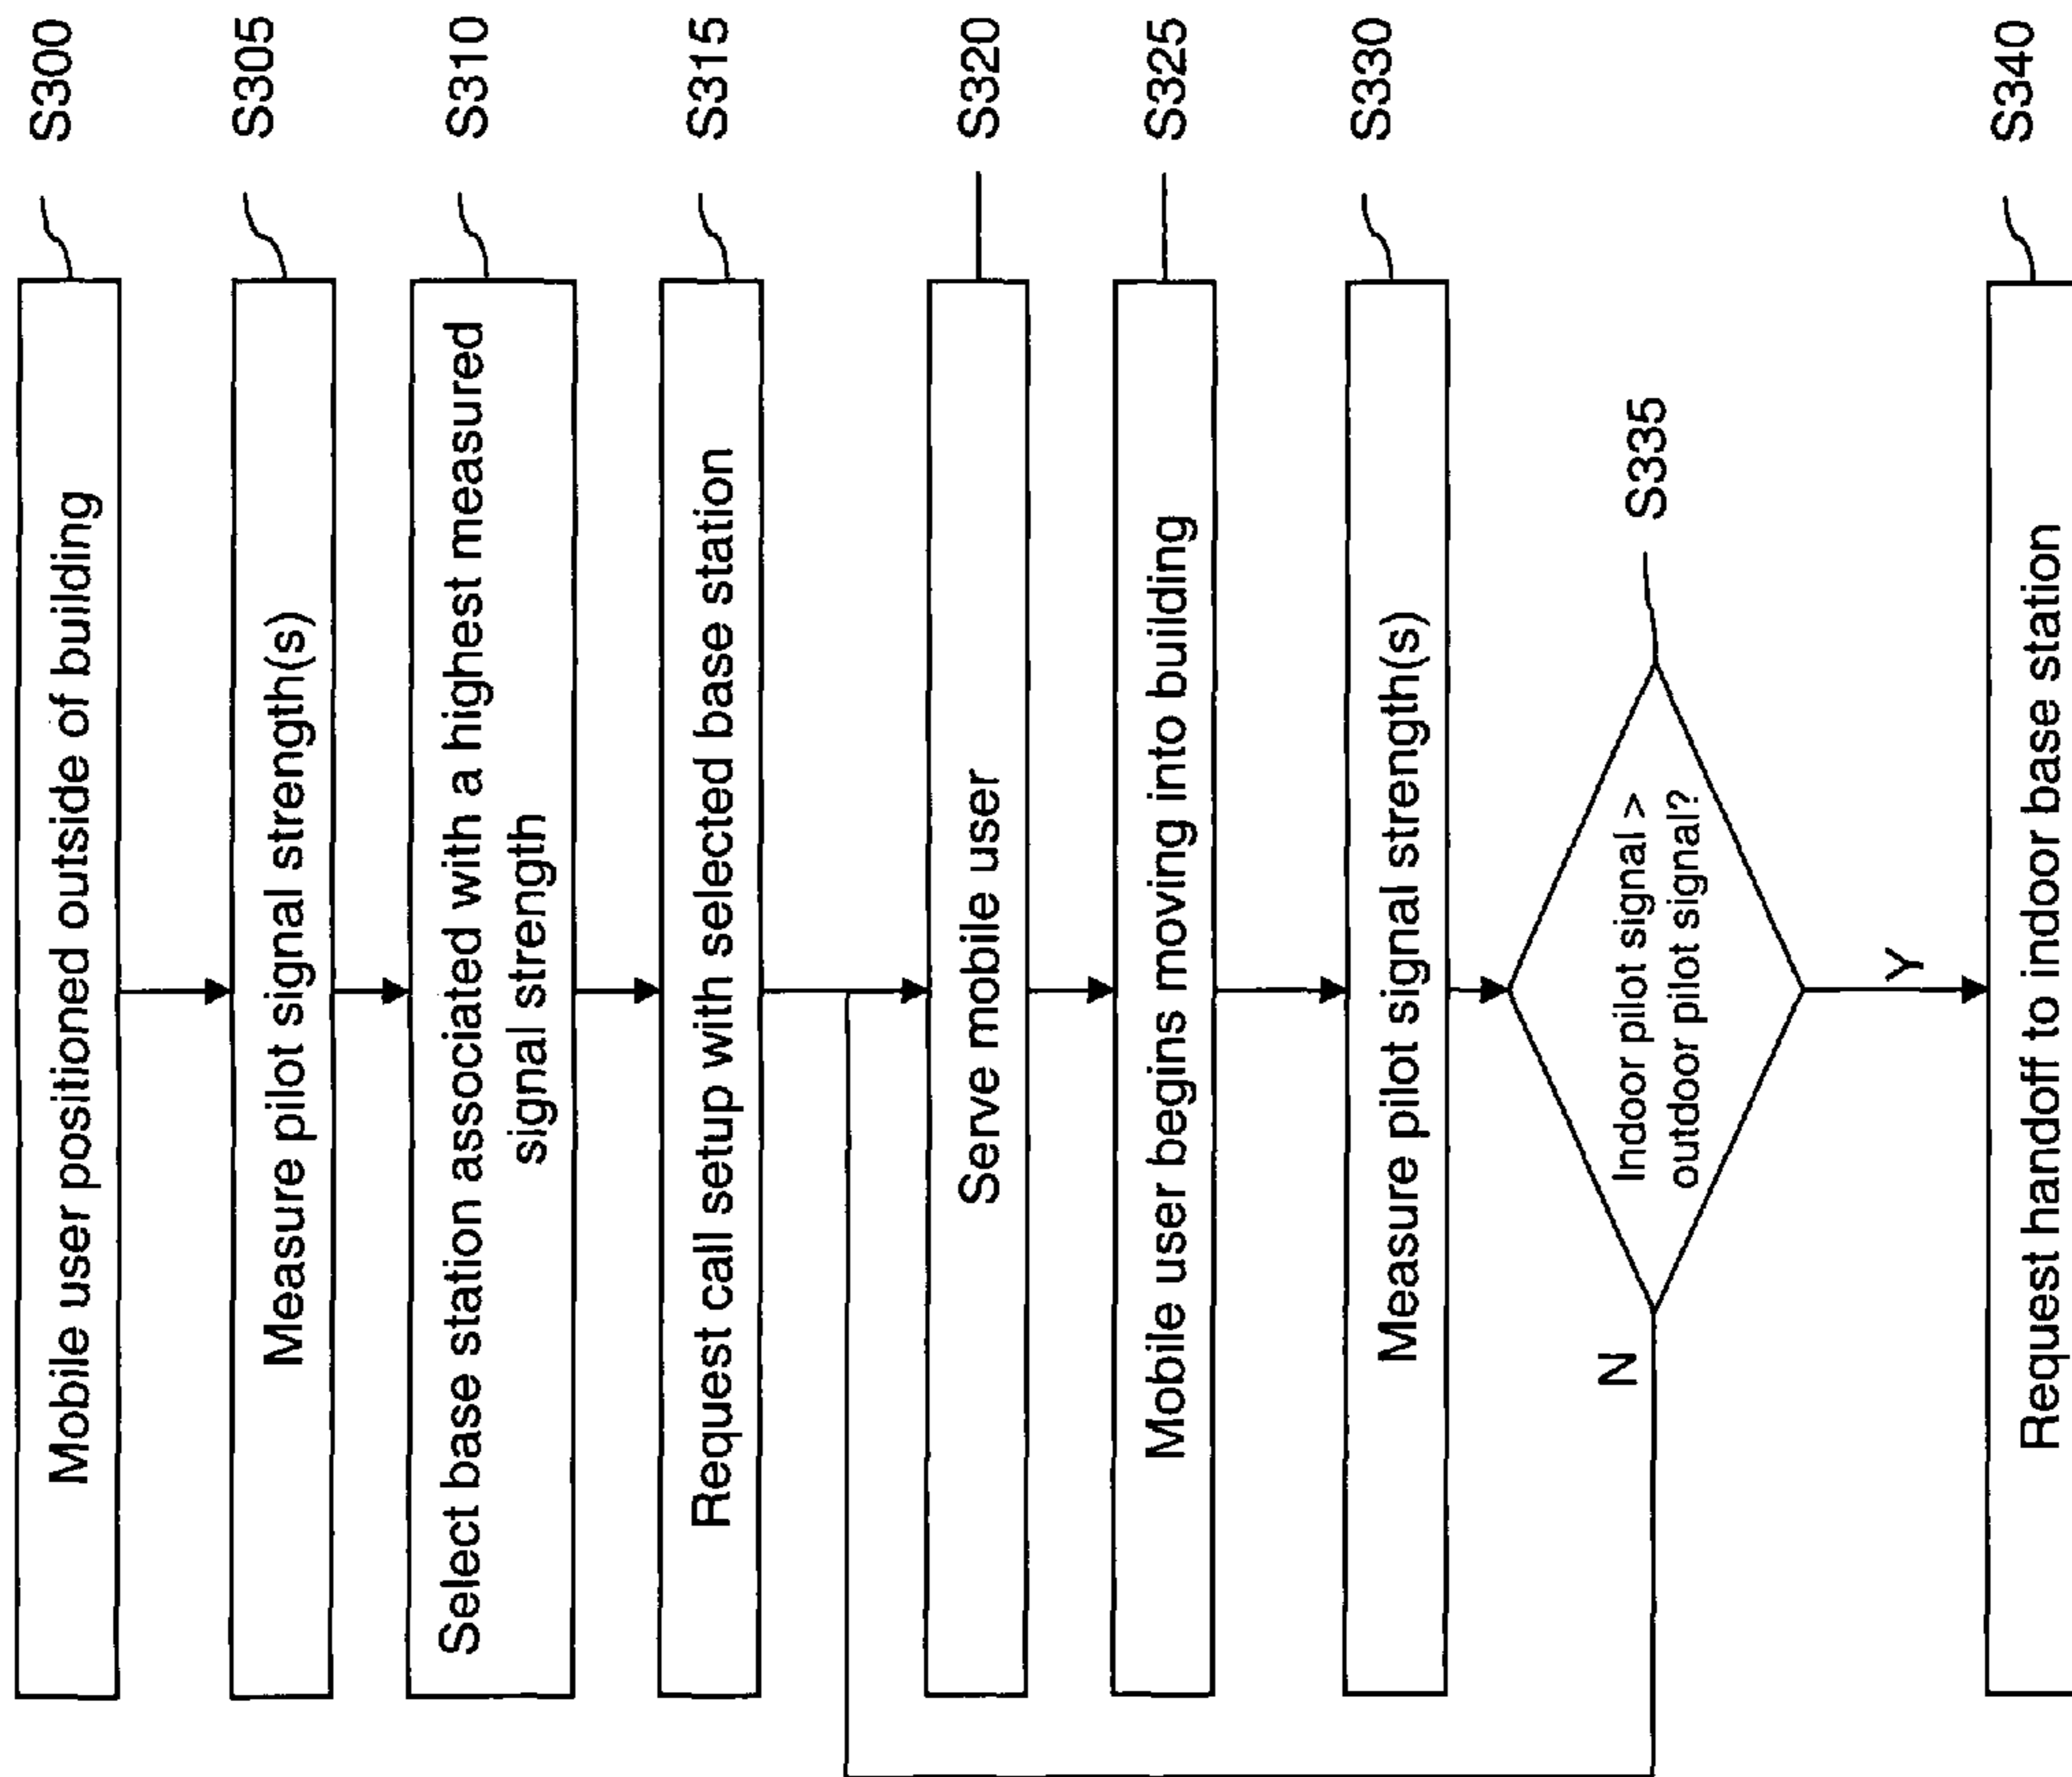 Mobile user positioned outside of building
S300
Measure pilot signal strength(s)
S305
Select base station associated with a highest measured
signal strength
S310
Request call setup with selected base station
S315
Serve mobile user
S320
Mobile user begins moving into building
S325
Measure pilot signal strength(s)
S330
Indoor pilot signal >
outdoor pilot signal?
S335
N
Y
Request handoff to indoor base station
S340